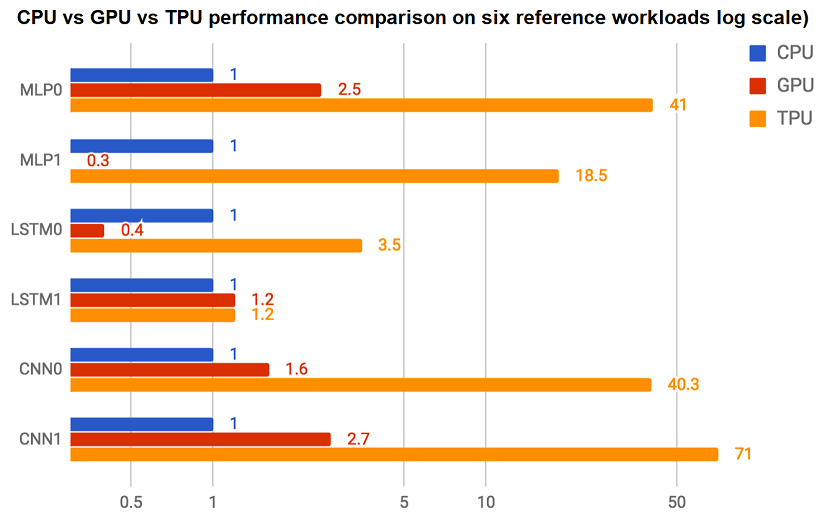 CPU vs GPU vs TPU performance comparison on six reference workloads log scale)
CPU
GPU
TPU
MLP0
1
2.5
41
MLP1
1
0.3
18.5
LSTM0
1
0.4
3.5
LSTM1
1
1.2
1.2
CNN0
1
1.6
40.3
CNN1
1
2.7
71
0.5 1 5 10 50